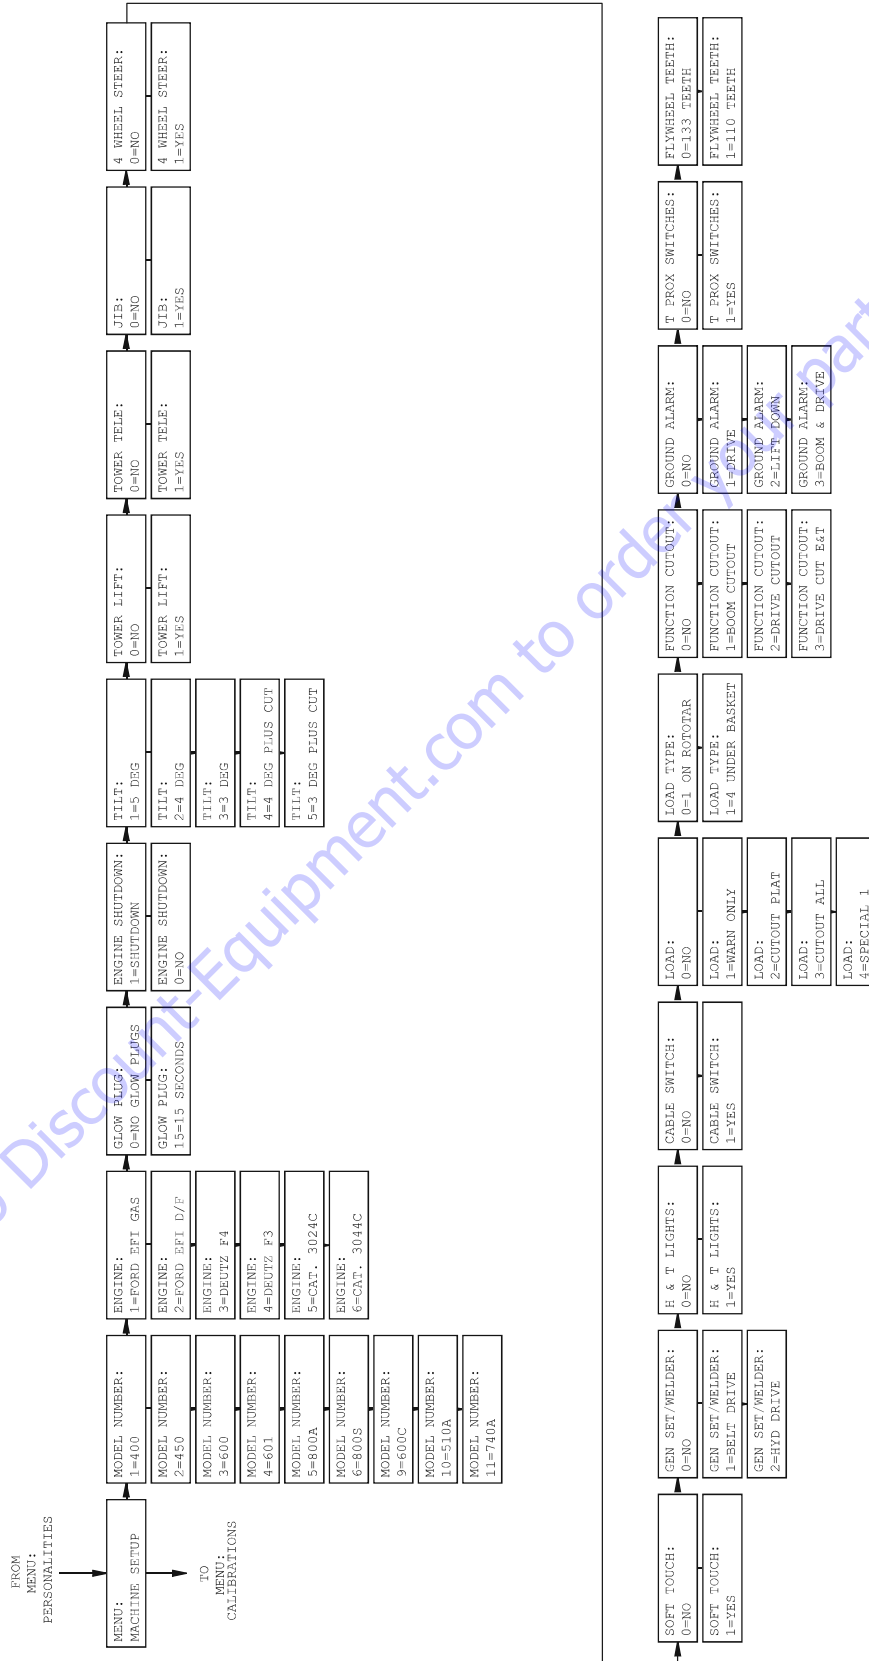 FROM
MENU:
PERSONALITIES
MENU:
MACHINE SETUP
TO
MENU:
CALIBRATIONS
MODEL NUMBER:
1=400
MODEL NUMBER:
2=450
MODEL NUMBER:
3=600
MODEL NUMBER:
4=601
MODEL NUMBER:
5=800A
MODEL NUMBER:
6=800S
MODEL NUMBER:
9=600C
MODEL NUMBER:
10=510A
MODEL NUMBER:
11=740A
ENGINE:
1=FORD EFI GAS
ENGINE:
2=FORD EFI D/F
ENGINE:
3=DEUTZ F4
ENGINE:
4=DEUTZ F3
ENGINE:
5=CAT. 3024C
ENGINE:
6=CAT. 3044C
GLOW PLUG:
0=NO GLOW PLUGS
GLOW PLUG:
15=15 SECONDS
ENGINE SHUTDOWN:
1=SHUTDOWN
ENGINE SHUTDOWN:
0=NO
TILT:
1=5 DEG
TILT:
2=4 DEG
TILT:
3=3 DEG
TILT:
4=4 DEG PLUS CUT
TILT:
5=3 DEG PLUS CUT
TOWER LIFT:
0=NO
TOWER LIFT:
1=YES
TOWER TELE:
0=NO
TOWER TELE:
1=YES
JIB:
0=NO
JIB:
1=YES
4 WHEEL STEER:
0=NO
4 WHEEL STEER:
1=YES
SOFT TOUCH:
0=NO
SOFT TOUCH:
1=YES
GEN SET/WELDER:
0=NO
GEN SET/WELDER:
1=BELT DRIVE
GEN SET/WELDER:
2=HYD DRIVE
H & T LIGHTS:
0=NO
H & T LIGHTS:
1=YES
CABLE SWITCH:
0=NO
CABLE SWITCH:
1=YES
LOAD:
0=NO
LOAD:
1=WARN ONLY
LOAD:
2=CUTOUT PLAT
LOAD:
3=CUTOUT ALL
LOAD:
4=SPECIAL 1
LOAD TYPE:
0=1 ON ROTOTAR
LOAD TYPE:
1=4 UNDER BASKET
FUNCTION CUTOUT:
0=NO
FUNCTION CUTOUT:
1=BOOM CUTOUT
FUNCTION CUTOUT:
2=DRIVE CUTOUT
FUNCTION CUTOUT:
3=DRIVE CUT E&T
GROUND ALARM:
0=NO
GROUND ALARM:
1=DRIVE
GROUND ALARM:
2=LIFT DOWN
GROUND ALARM:
3=BOOM & DRIVE
T PROX SWITCHES:
0=NO
T PROX SWITCHES:
1=YES
FLYWHEEL TEETH:
0=133 TEETH
FLYWHEEL TEETH:
1=110 TEETH
Discount-Equipment.com to order your part